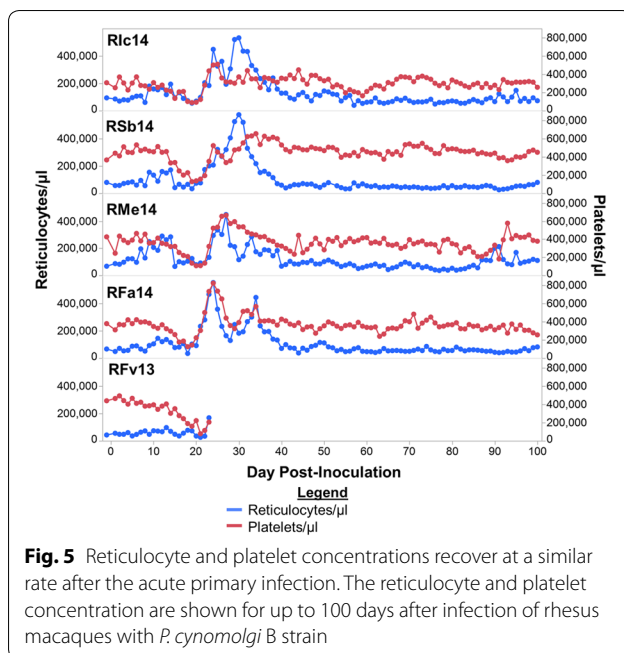 RIc14
400,000
200,000
0
800,000
600,000
400,000
200,000
0
RSb14
400,000
200,000
0
800,000
600,000
400,000
200,000
0
RMe14
400,000
200,000
0
800,000
600,000
400,000
200,000
0
RFa14
400,000
200,000
0
800,000
600,000
400,000
200,000
0
RFv13
400,000
200,000
0
800,000
600,000
400,000
200,000
0
Reticulocytes/µl
Platelets/µl
0 10 20 30 40 50 60 70 80 90 100
Day Post-Inoculation
Legend
Reticulocytes/µl
Platelets/µl
Fig. 5 Reticulocyte and platelet concentrations recover at a similar
rate after the acute primary infection. The reticulocyte and platelet
concentration are shown for up to 100 days after infection of rhesus
macaques with P. cynomolgi B strain